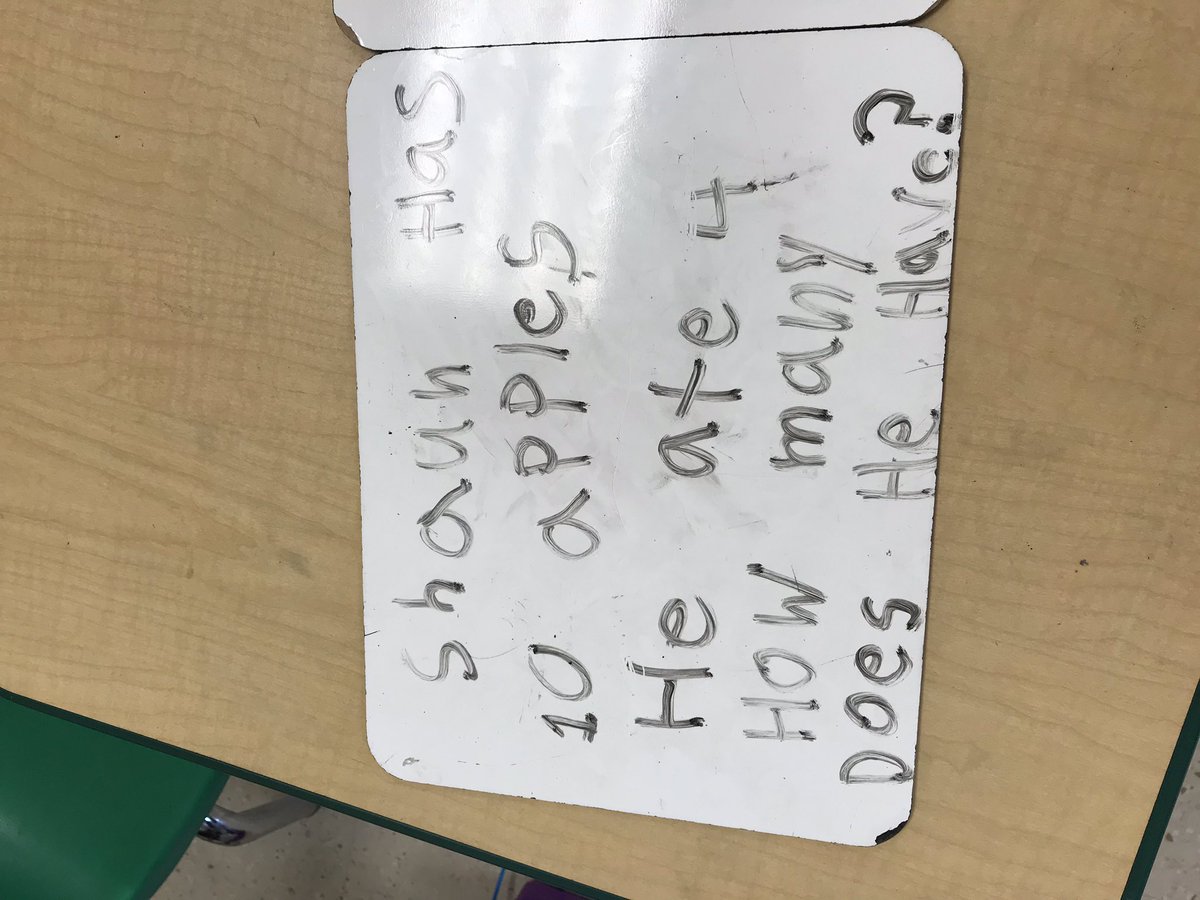 Shaun Has
10 apples
He ate 4
How many
Does He Have?